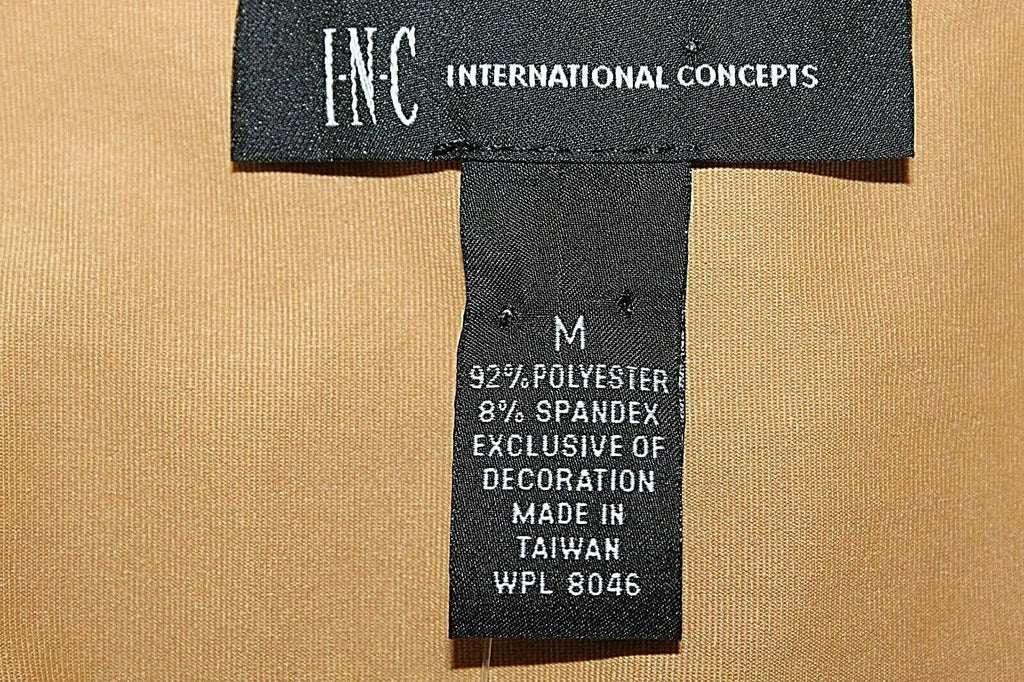 I·N·C INTERNATIONAL CONCEPTS
M
92% POLYESTER
8% SPANDEX
EXCLUSIVE OF
DECORATION
MADE IN
TAIWAN
WPL 8046